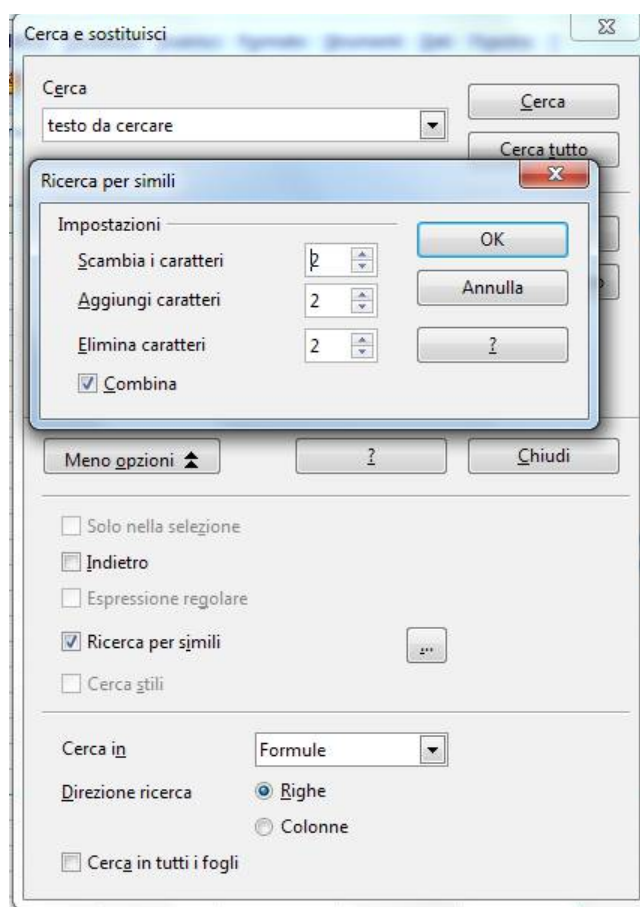 Cerca e sostituisci
Cerca
testo da cercare
Cerca
Cerca tutto
Ricerca per simili
Impostazioni
Scambia i caratteri 2
Aggiungi caratteri 2
Elimina caratteri 2
Combina
OK
Annulla
?
Meno opzioni
?
Chiudi
Solo nella selezione
Indietro
Espressione regolare
Ricerca per simili
...
Cerca stili
Cerca in Formule
Direzione ricerca Righe
Colonne
Cerca in tutti i fogli